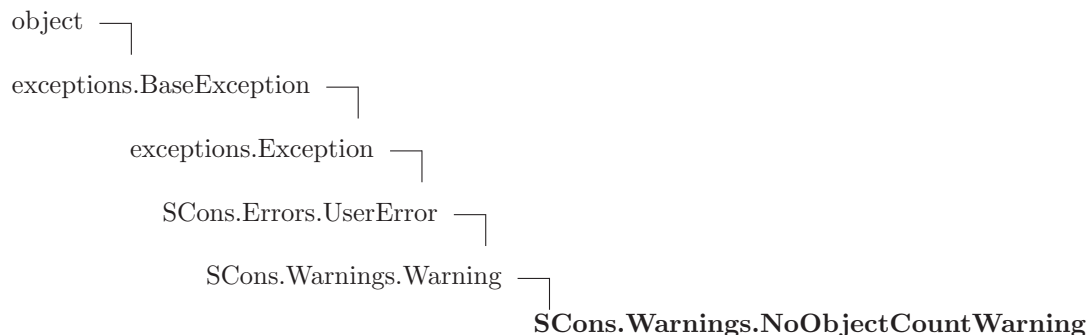 object
exceptions.BaseException
exceptions.Exception
SCons.Errors.UserError
SCons.Warnings.Warning
SCons.Warnings.NoObjectCountWarning